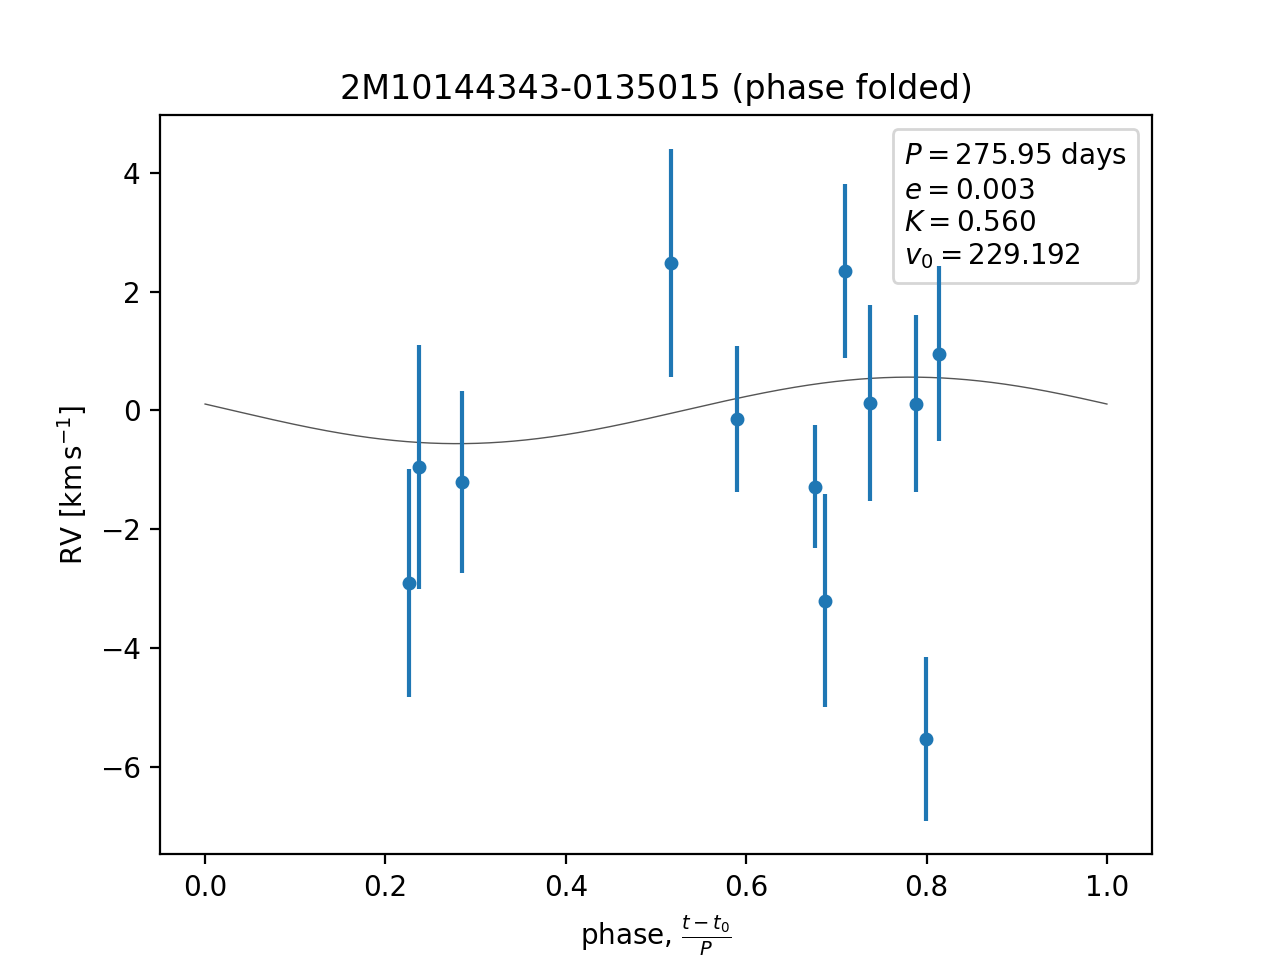 2M10144343-0135015 (phase folded)
P = 275.95 days
e = 0.003
K = 0.560
v₀ = 229.192
4
2
0
−2
−4
−6
RV [km s⁻¹]
0.0 0.2 0.4 0.6 0.8 1.0
phase, (t − t₀)/P